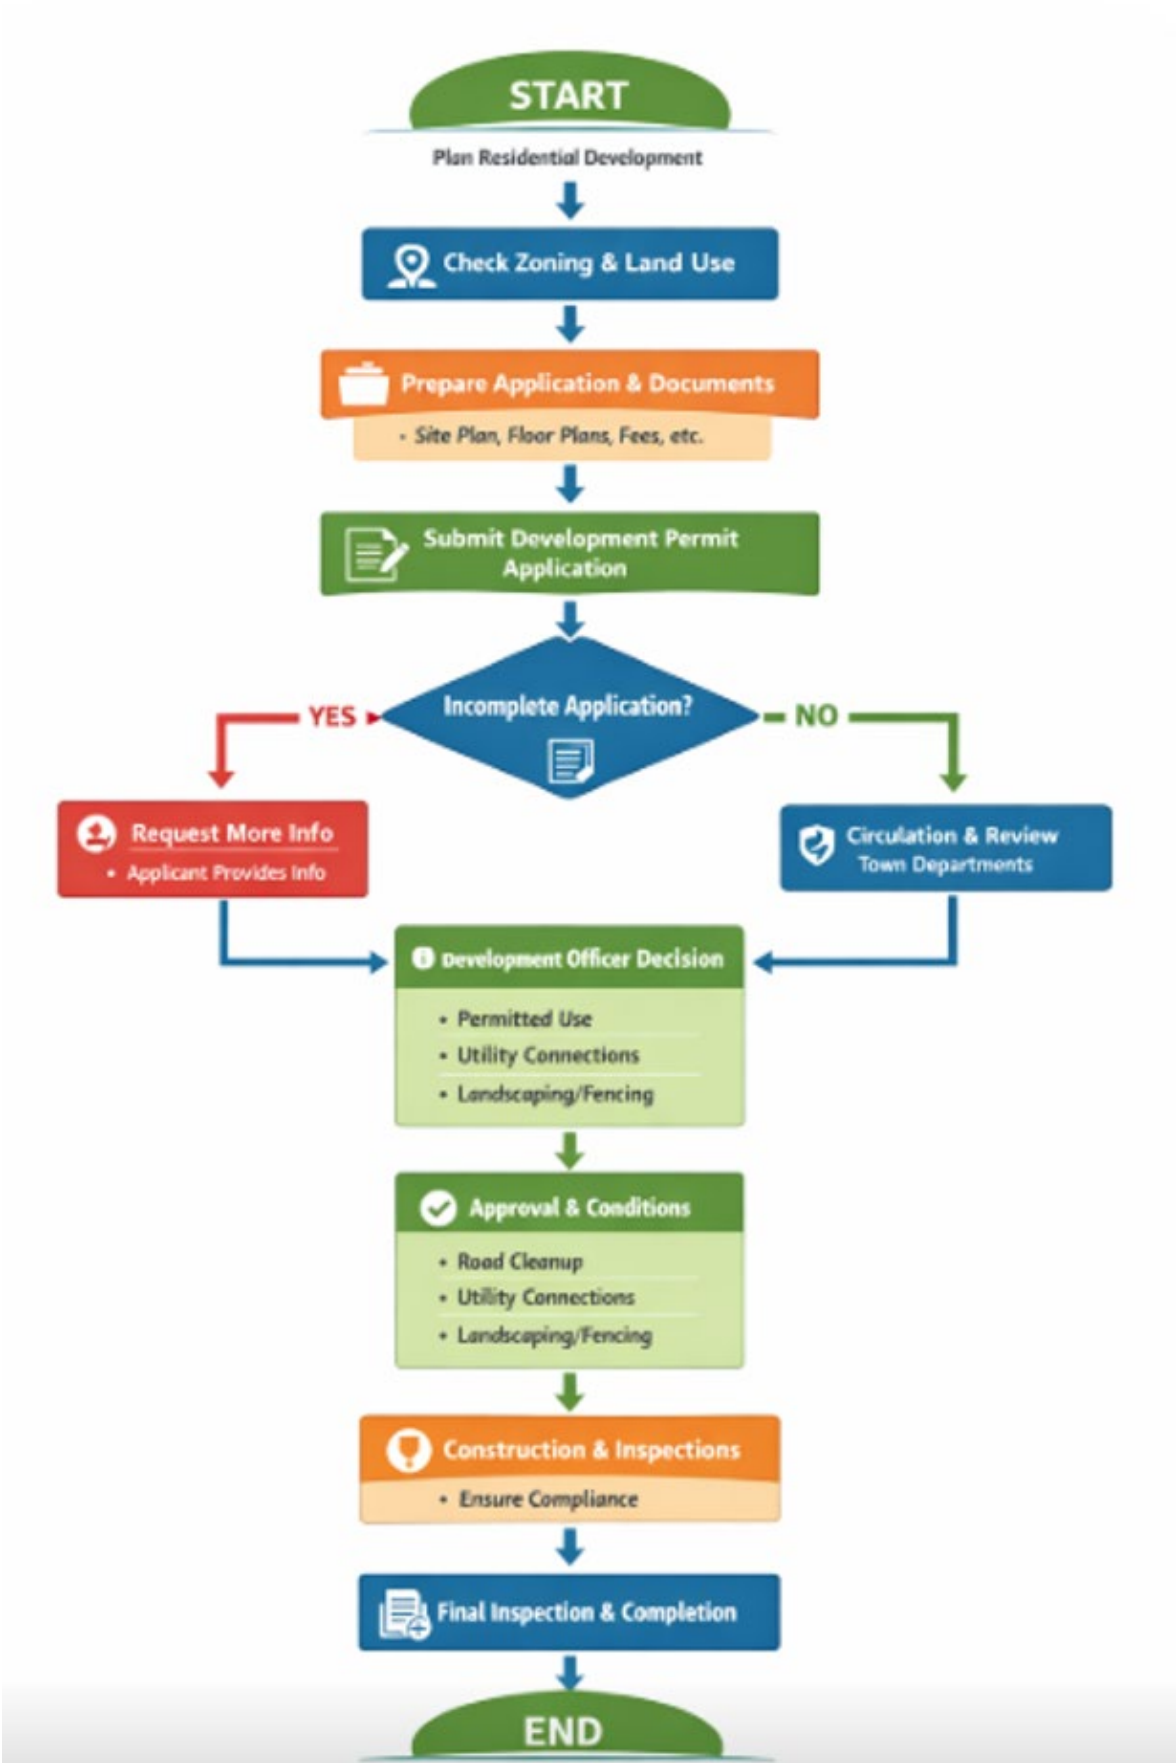 START
Plan Residential Development
Check Zoning & Land Use
Prepare Application & Documents
• Site Plan, Floor Plans, Fees, etc.
Submit Development Permit
Application
Incomplete Application?
YES
NO
Request More Info
• Applicant Provides Info
Circulation & Review
Town Departments
Development Officer Decision
• Permitted Use
• Utility Connections
• Landscaping/Fencing
Approval & Conditions
• Road Cleanup
• Utility Connections
• Landscaping/Fencing
Construction & Inspections
• Ensure Compliance
Final Inspection & Completion
END